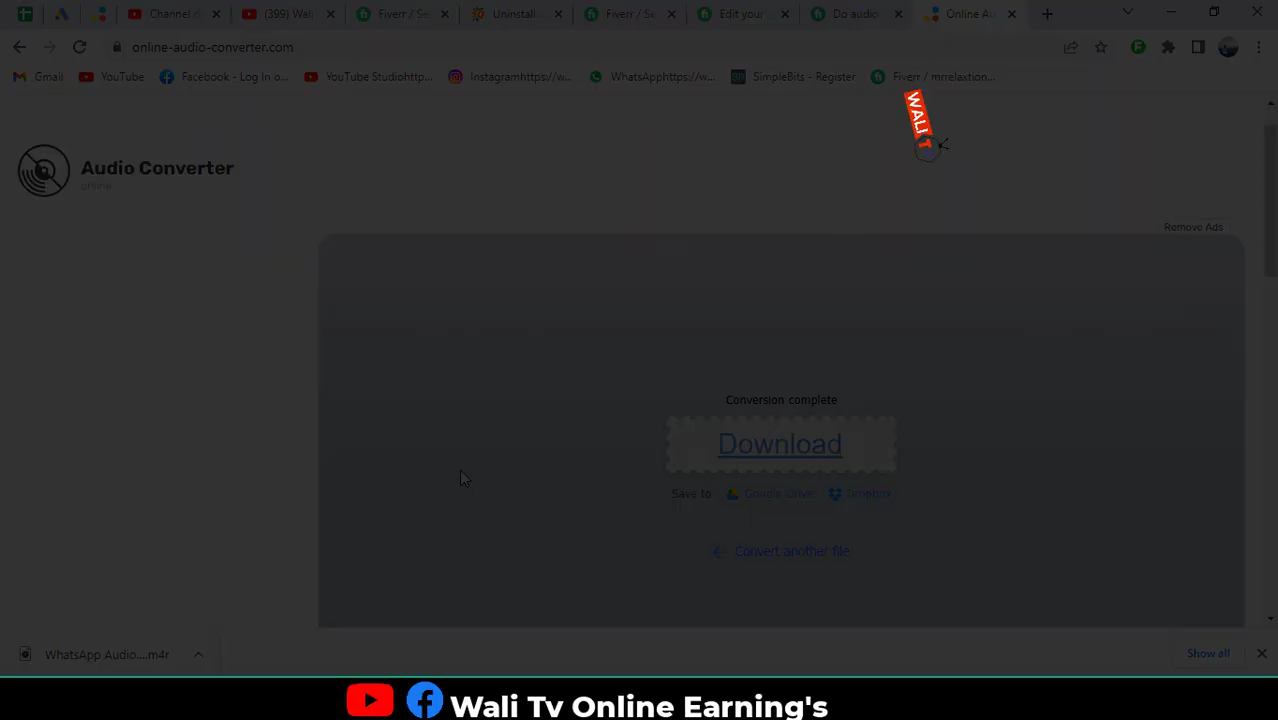 Channel d
(399) Wali
Fiverr / Se
Uninstall
Fiverr / Se
Edit your
Do audio
Online Au
online-audio-converter.com
Gmail
YouTube
Facebook - Log In o...
YouTube Studiohttp...
Instagramhttps://w...
WhatsApphttps://w...
SimpleBits - Register
Fiverr / mrrelaxtion...
WALI T
Audio Converter
online
Remove Ads
Conversion complete
Download
Save to
Google Drive
Dropbox
Convert another file
WhatsApp Audio....m4r
Show all
Wali Tv Online Earning's